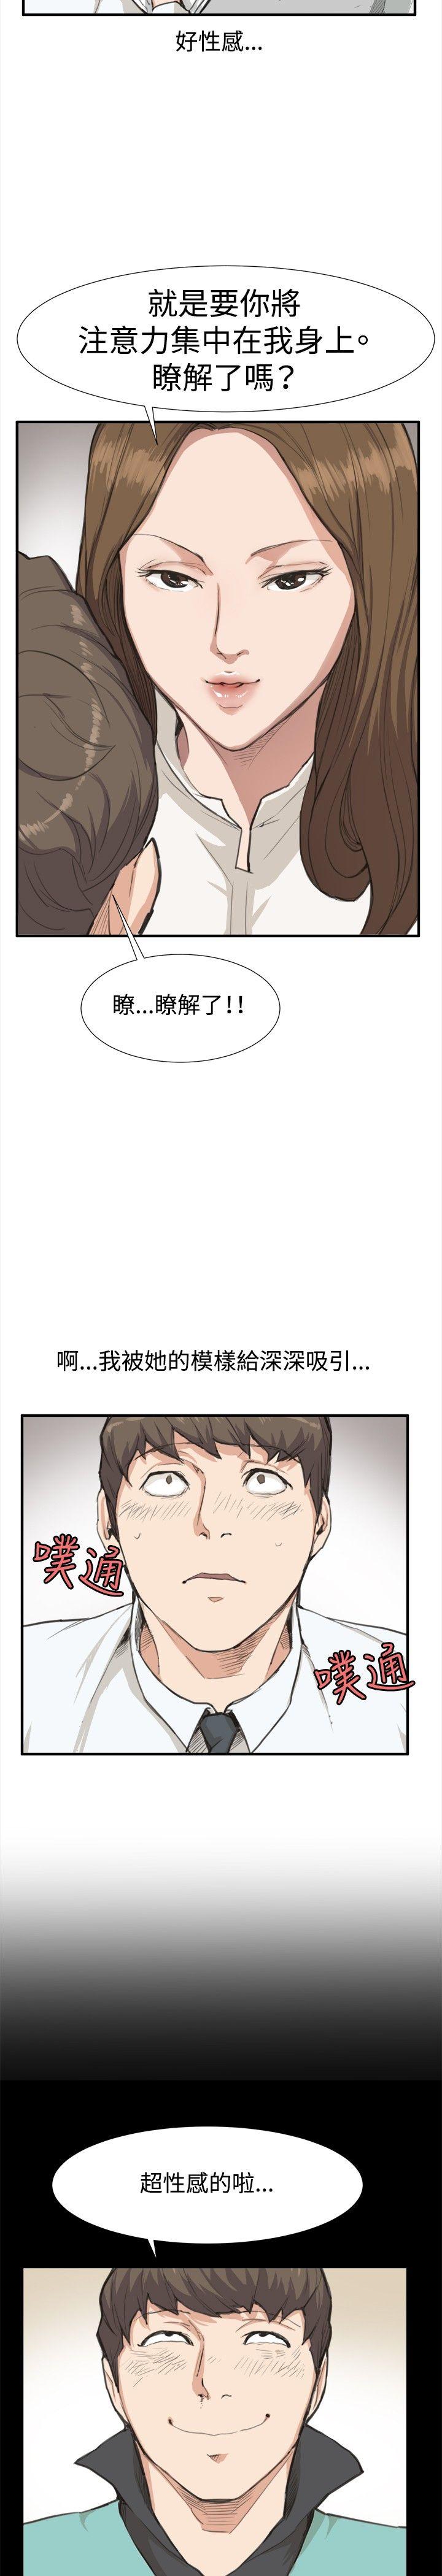 好性感...
就是要你將
注意力集中在我身上。
瞭解了嗎？
瞭...瞭解了!!
啊...我被她的模樣給深深吸引...
噗通
噗通
超性感的啦...